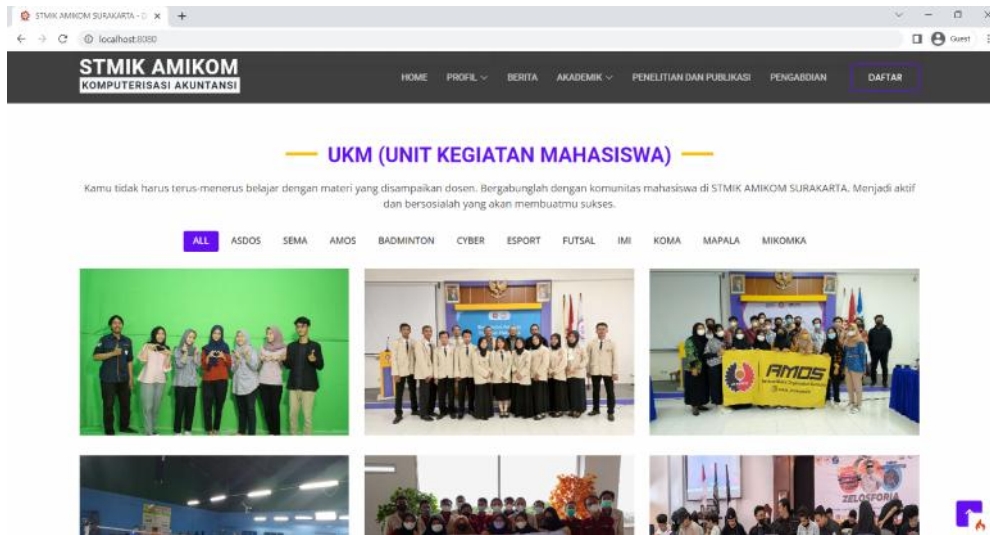 STMIK AMIKOM SURAKARTA - D
localhost:8080
Guest
STMIK AMIKOM
KOMPUTERISASI AKUNTANSI
HOME PROFIL BERITA AKADEMIK PENELITIAN DAN PUBLIKASI PENGABDIAN DAFTAR
UKM (UNIT KEGIATAN MAHASISWA)
Kamu tidak harus terus-menerus belajar dengan materi yang disampaikan dosen. Bergabunglah dengan komunitas mahasiswa di STMIK AMIKOM SURAKARTA. Menjadi aktif
dan bersosialah yang akan membuatmu sukses.
ALL ASDOS SEMA AMOS BADMINTON CYBER ESPORT FUTSAL IMI KOMA MAPALA MIKOMKA
AMOS
ZELOSFORIA